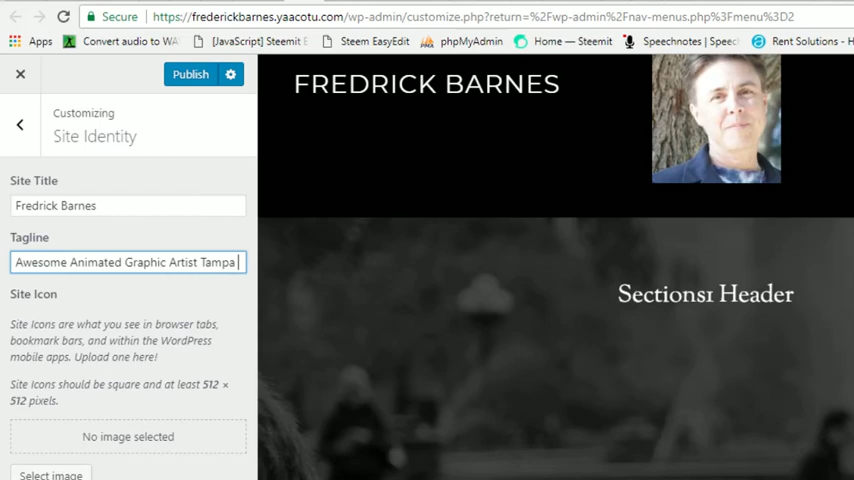 Secure https://frederickbarnes.yaacotu.com/wp-admin/customize.php?return=%2Fwp-admin%2Fnav-menus.php%3Fmenu%3D2
Apps Convert audio to WA [JavaScript] Steemit E Steem EasyEdit phpMyAdmin Home — Steemit Speechnotes | Speech Rent Solutions - H
Publish
FREDRICK BARNES
Customizing
Site Identity
Site Title
Fredrick Barnes
Tagline
Awesome Animated Graphic Artist Tampa
Sections1 Header
Site Icon
Site Icons are what you see in browser tabs,
bookmark bars, and within the WordPress
mobile apps. Upload one here!
Site Icons should be square and at least 512 ×
512 pixels.
No image selected
Select image